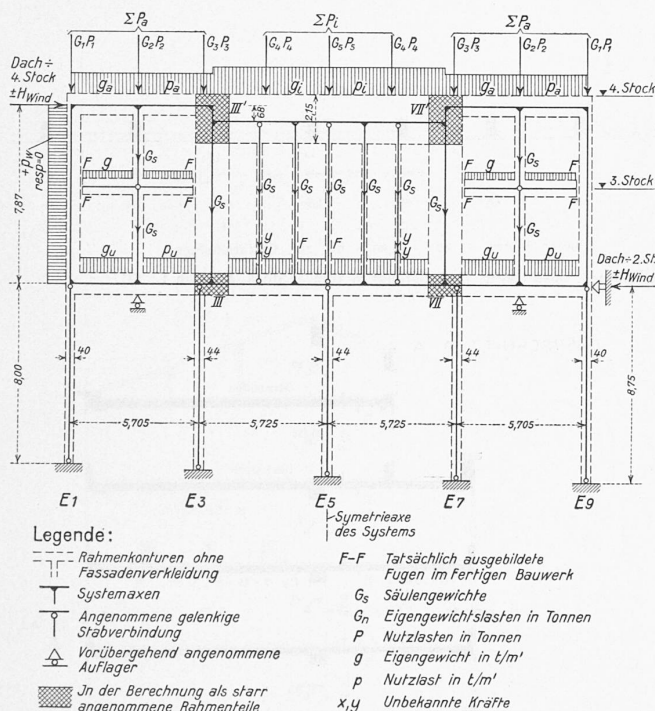 ΣPa ΣPi ΣPa
G1P1 G2P2 G3P3 G4P4 G5P5 G4P4 G3P3 G2P2 G1P1
Dach÷
4. Stock
±HWind
ga pa gi pi ga pa
4. Stock
III' 68 2,15 VII'
+pw
resp=0
7,87
F g F F g F
Gs Gs Gs Gs Gs Gs Gs
3. Stock
F F F F
Gs Gs
y y
gu pu F F gu pu
y y
Dach÷2. St.
±HWind
III VII
40 44 44 44 40
8,00 8,75
5,705 5,725 5,725 5,705
E1 E3 E5 E7 E9
Symetrieaxe
des Systems
Legende:
Rahmenkonturen ohne
Fassadenverkleidung
Systemaxen
Angenommene gelenkige
Stabverbindung
Vorübergehend angenommene
Auflager
Jn der Berechnung als starr
angenommene Rahmenteile
F-F Tatsächlich ausgebildete
Fugen im fertigen Bauwerk
Gs Säulengewichte
Gn Eigengewichtslasten in Tonnen
P Nutzlasten in Tonnen
g Eigengewicht in t/m'
p Nutzlast in t/m'
x,y Unbekannte Kräfte